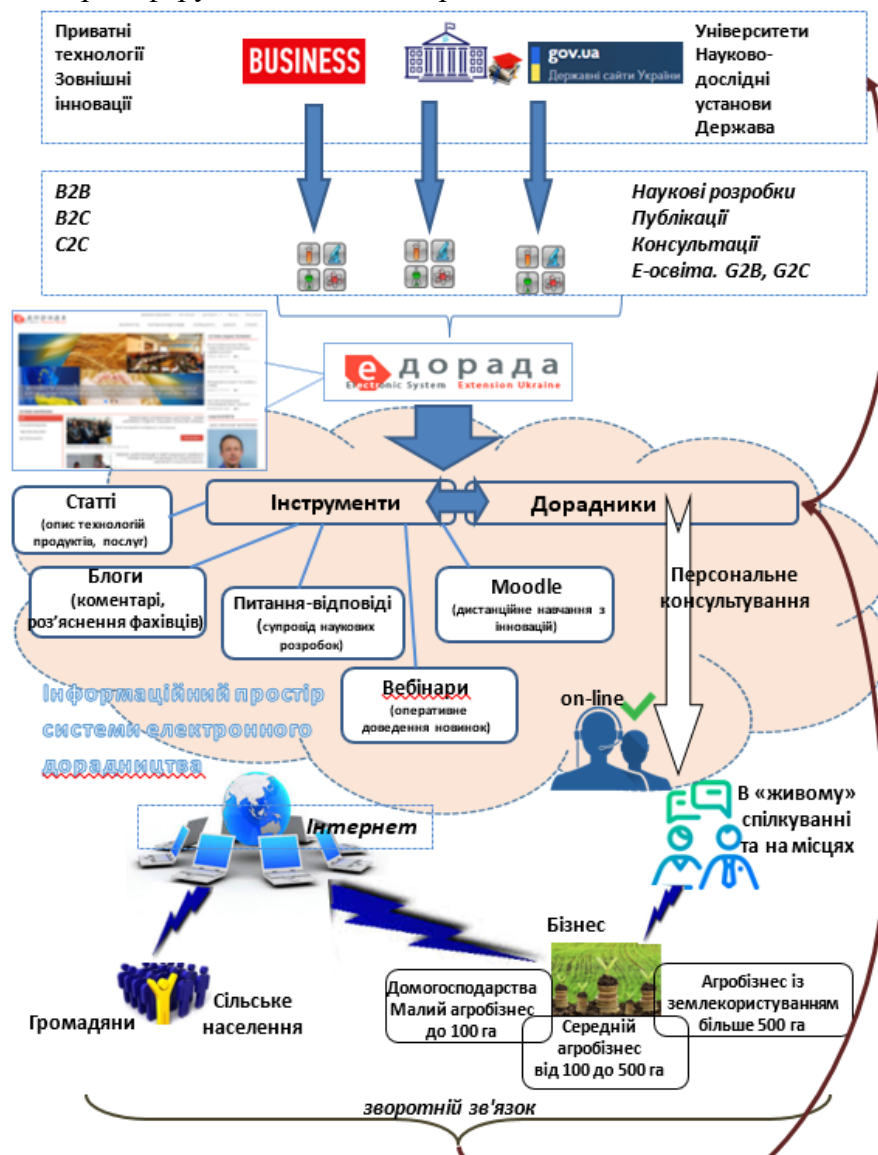 Приватні
технології
Зовнішні
інновації
BUSINESS
gov.ua
Державні сайти України
Університети
Науково-
дослідні
установи
Держава
B2B
B2C
C2C
Наукові розробки
Публікації
Консультації
Е-освіта. G2B, G2C
е дорада
Electronic System Extension Ukraine
Інструменти
Дорадники
Статті
(опис технологій
продуктів, послуг)
Блоги
(коментарі,
роз’яснення фахівців)
Питання-відповіді
(супровід наукових
розробок)
Moodle
(дистанційне навчання з
інновацій)
Персональне
консультування
Вебінари
(оперативне
доведення новинок)
on-line
Інформаційний простір
системи електронного
дорадництва
Інтернет
В «живому»
спілкуванні
та на місцях
Бізнес
Домогосподарства
Малий агробізнес
до 100 га
Агробізнес із
землекористуванням
більше 500 га
Середній
агробізнес
від 100 до 500 га
Громадяни
Сільське
населення
зворотній зв'язок